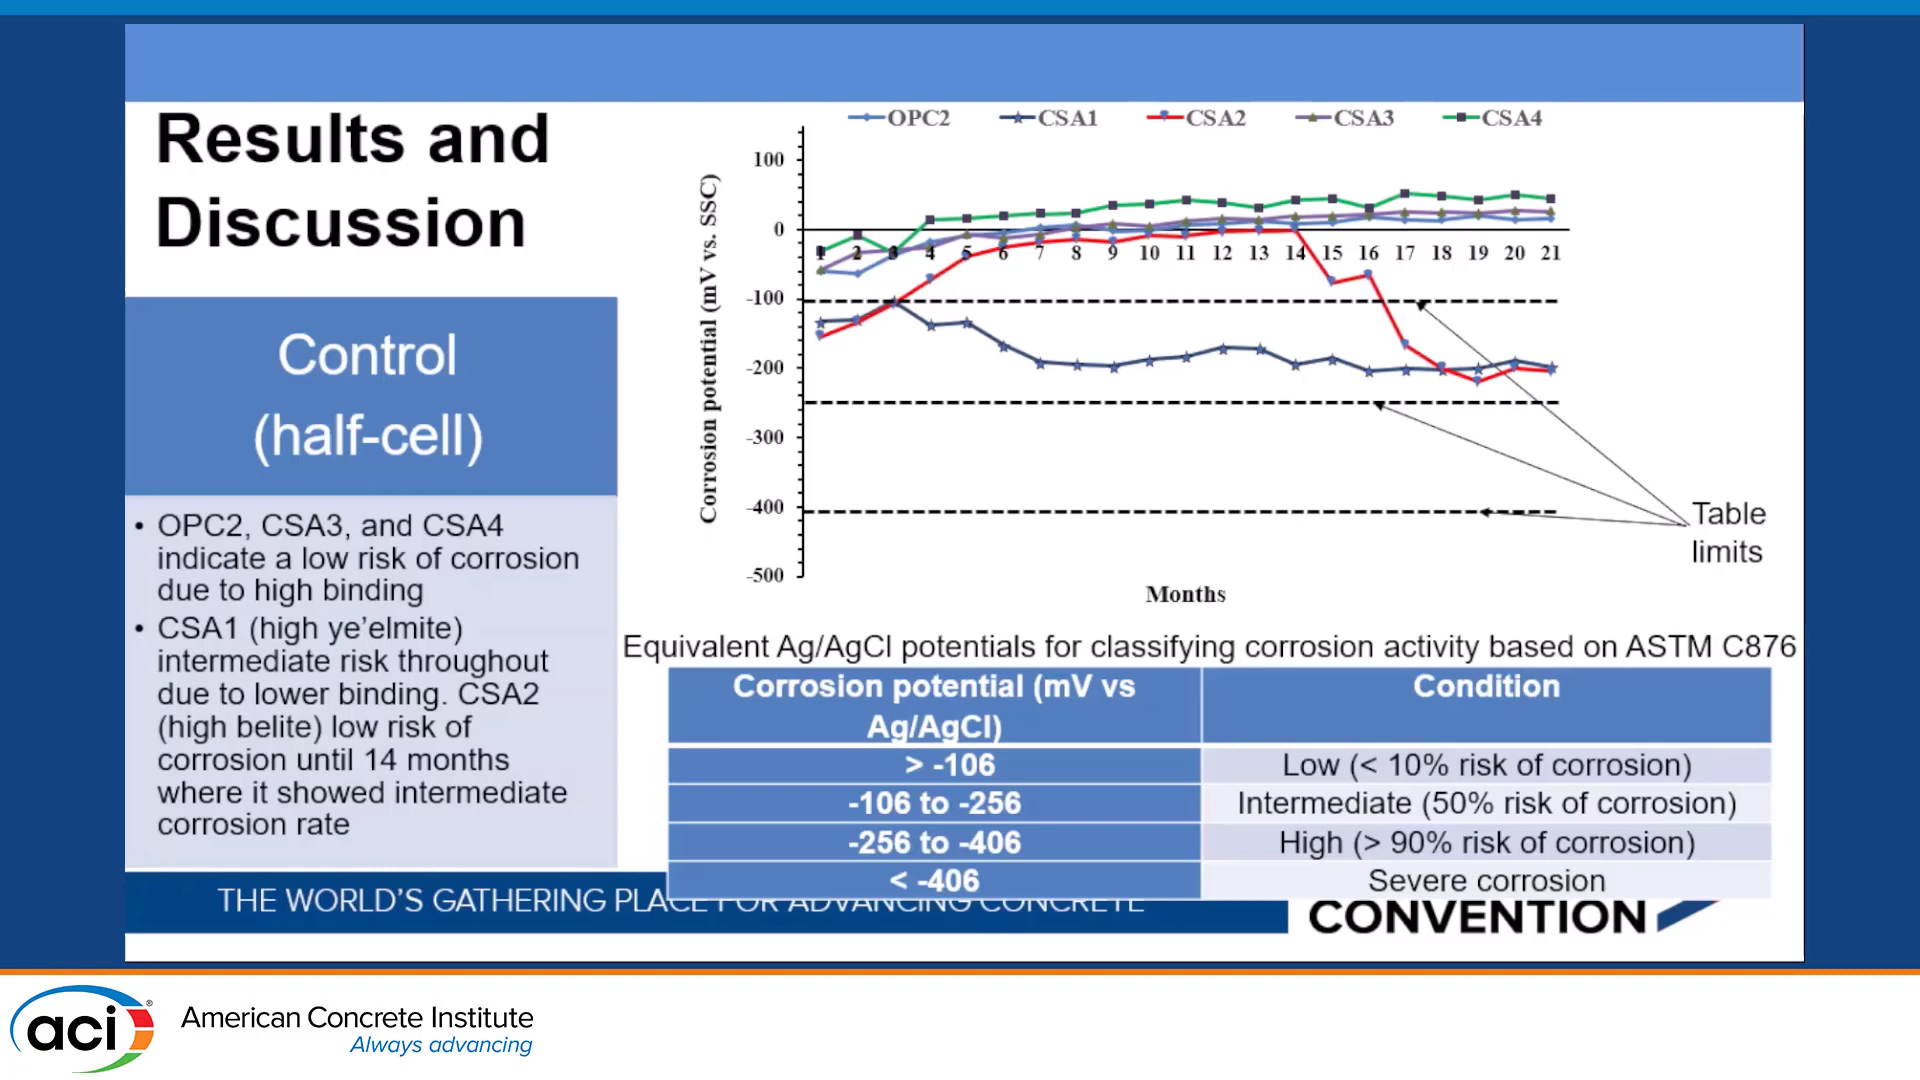 Results and
Discussion
Control
(half-cell)
• OPC2, CSA3, and CSA4
indicate a low risk of corrosion
due to high binding
• CSA1 (high ye’elmite)
intermediate risk throughout
due to lower binding. CSA2
(high belite) low risk of
corrosion until 14 months
where it showed intermediate
corrosion rate
OPC2 CSA1 CSA2 CSA3 CSA4
Corrosion potential (mV vs. SSC)
100
0
-100
-200
-300
-400
-500
1 2 3 4 5 6 7 8 9 10 11 12 13 14 15 16 17 18 19 20 21
Months
Table
limits
Equivalent Ag/AgCl potentials for classifying corrosion activity based on ASTM C876
Corrosion potential (mV vs
Ag/AgCl)
Condition
> -106 Low (< 10% risk of corrosion)
-106 to -256 Intermediate (50% risk of corrosion)
-256 to -406 High (> 90% risk of corrosion)
< -406 Severe corrosion
THE WORLD’S GATHERING PLACE FOR ADVANCING CONCRETE
CONVENTION
aci®
American Concrete Institute
Always advancing